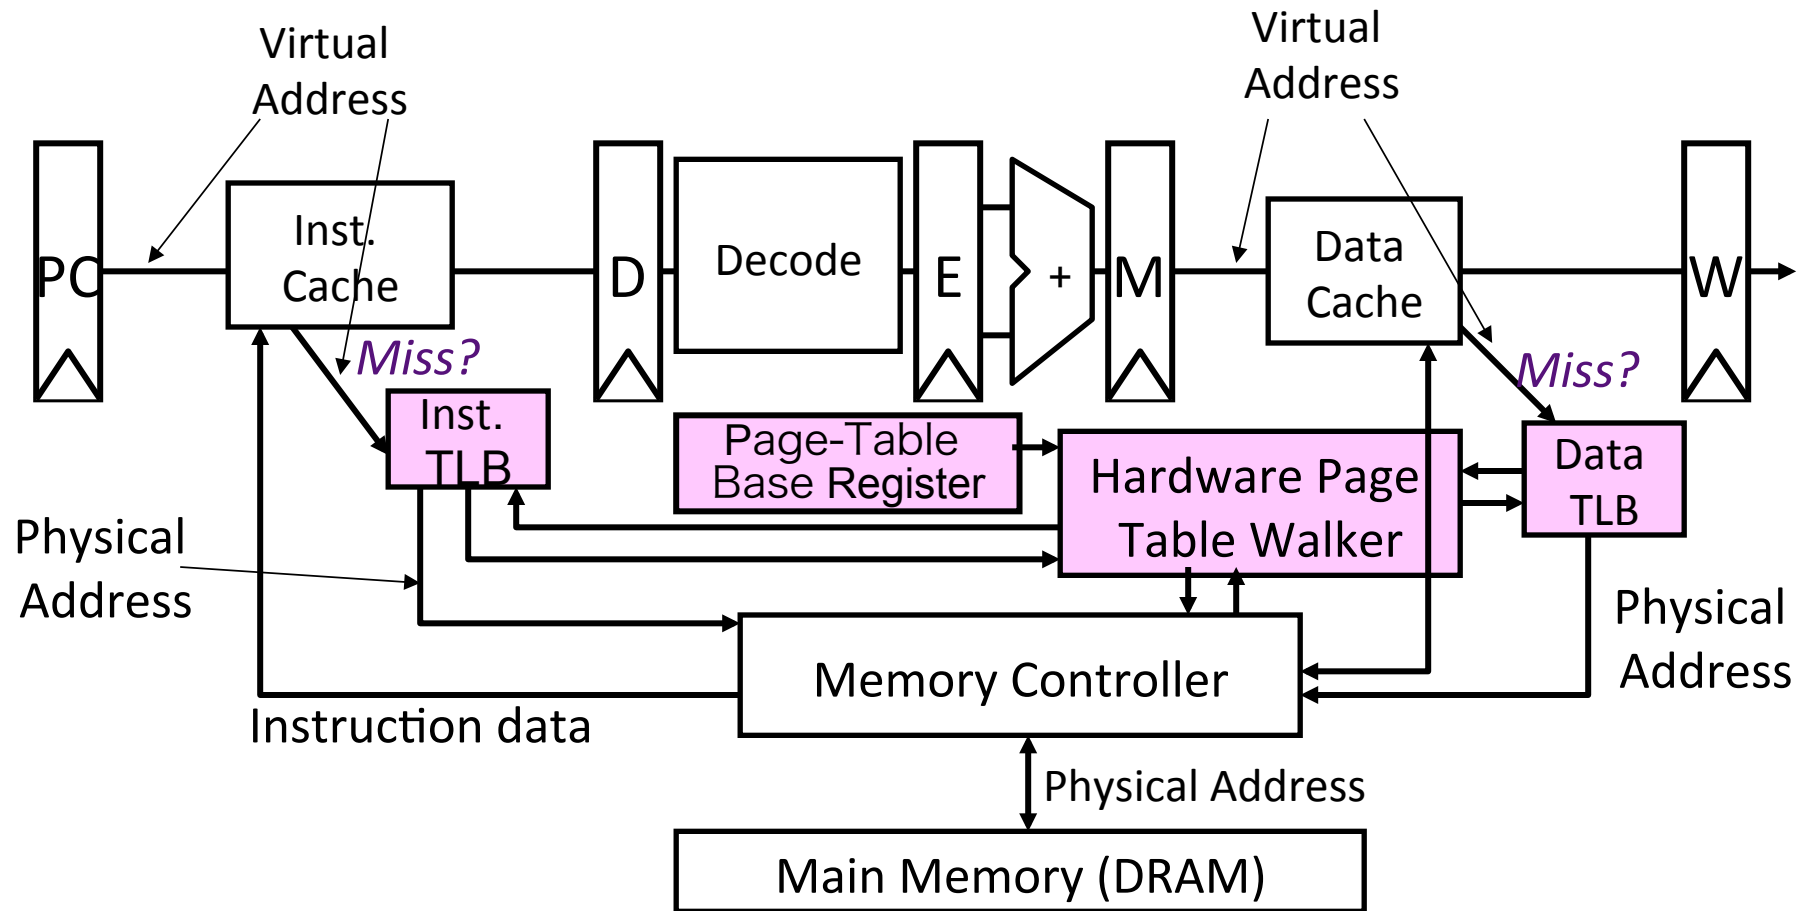 Virtual
Address
Virtual
Address
PC
Inst.
Cache
D
Decode
E
+
M
Data
Cache
W
Miss?
Miss?
Inst.
TLB
Page-Table
Base Register
Hardware Page
Table Walker
Data
TLB
Physical
Address
Physical
Address
Memory Controller
Instruction data
Physical Address
Main Memory (DRAM)